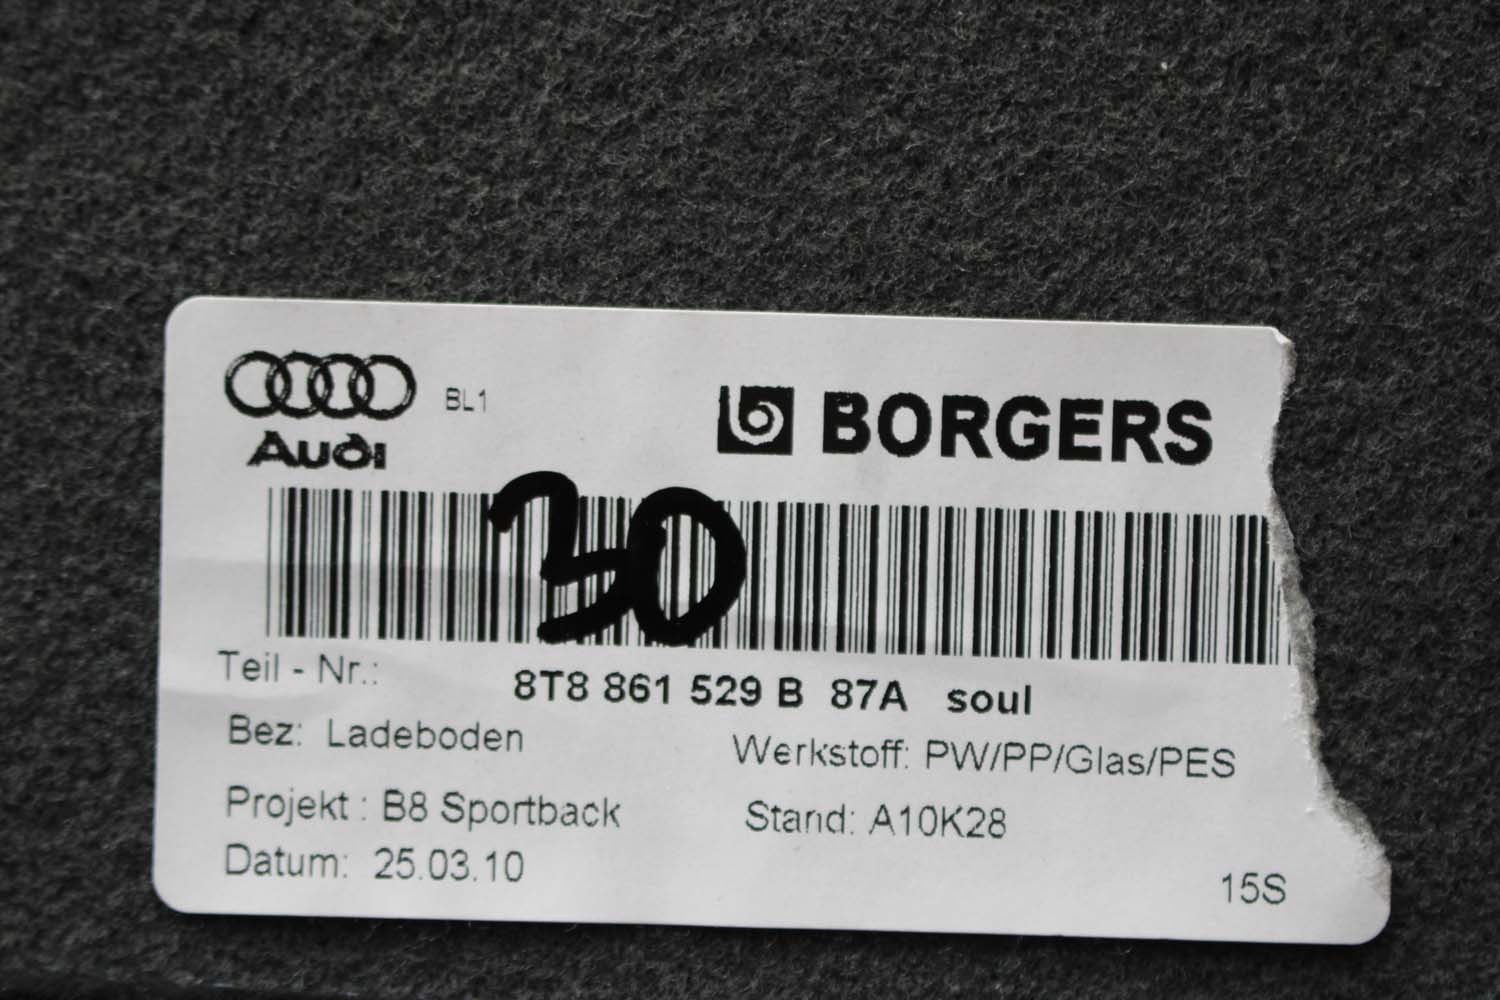 Audi BL1 BORGERS
30
Teil - Nr.: 8T8 861 529 B 87A soul
Bez: Ladeboden Werkstoff: PW/PP/Glas/PES
Projekt : B8 Sportback Stand: A10K28
Datum: 25.03.10
15S